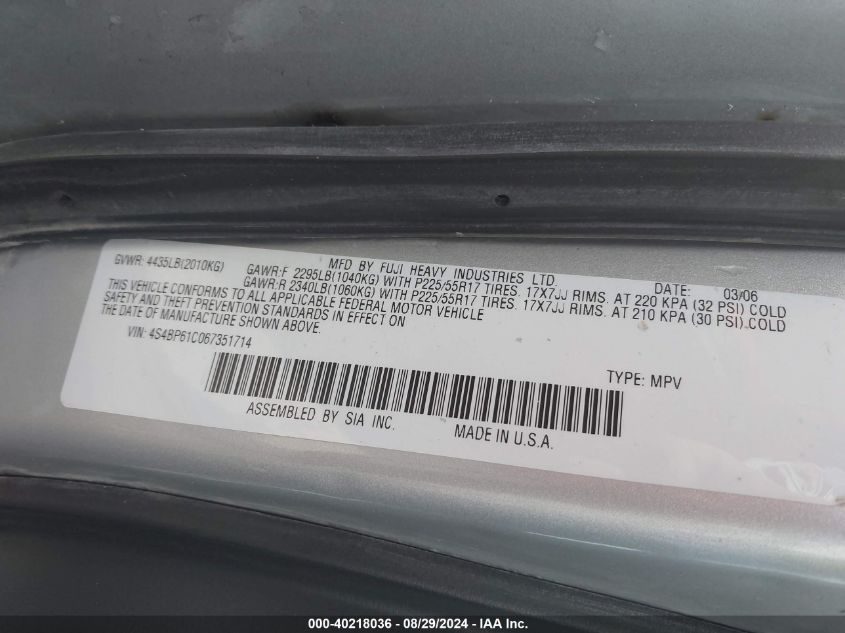 MFD BY FUJI HEAVY INDUSTRIES LTD. DATE: 03/06
GVWR: 4435LB(2010KG) GAWR:F 2295LB(1040KG) WITH P225/55R17 TIRES. 17X7JJ RIMS. AT 220 KPA (32 PSI) COLD
GAWR:R 2340LB(1060KG) WITH P225/55R17 TIRES. 17X7JJ RIMS. AT 210 KPA (30 PSI) COLD
THIS VEHICLE CONFORMS TO ALL APPLICABLE FEDERAL MOTOR VEHICLE
SAFETY AND THEFT PREVENTION STANDARDS IN EFFECT ON
THE DATE OF MANUFACTURE SHOWN ABOVE.
VIN: 4S4BP61C067351714
TYPE: MPV
ASSEMBLED BY SIA INC.
MADE IN U.S.A.
000-40218036 - 08/29/2024 - IAA Inc.